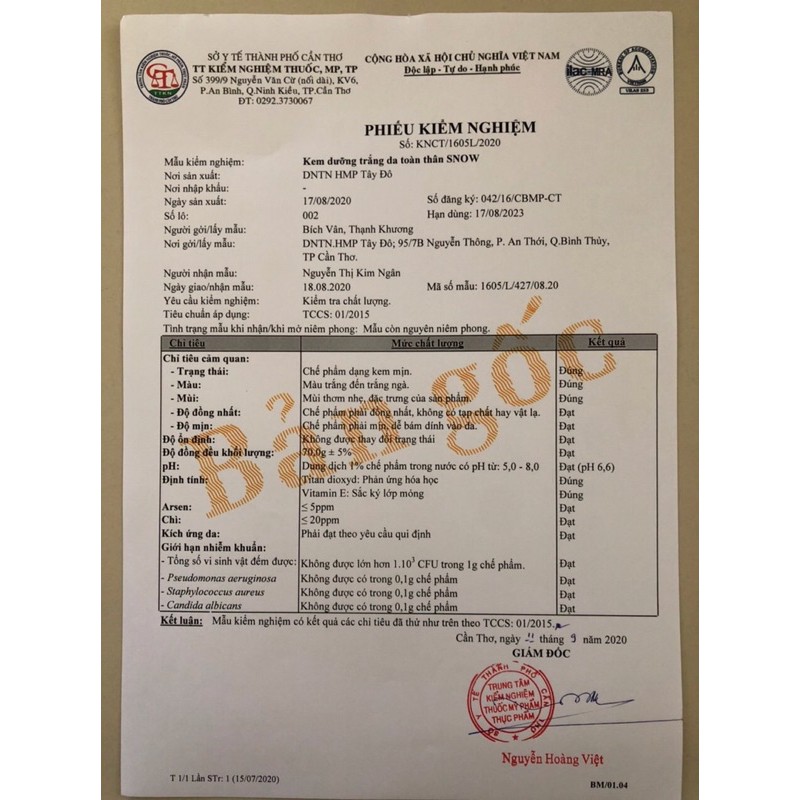 SỞ Y TẾ THÀNH PHỐ CẦN THƠ
TT KIỂM NGHIỆM THUỐC, MP, TP
Số 399/9 Nguyễn Văn Cừ (nối dài), KV6,
P.An Bình, Q.Ninh Kiều, TP.Cần Thơ
ĐT: 0292.3730067
CỘNG HÒA XÃ HỘI CHỦ NGHĨA VIỆT NAM
Độc lập - Tự do - Hạnh phúc
ilac-MRA
BUREAU OF ACCREDITATION
PHIẾU KIỂM NGHIỆM
Số: KNCT/1605L/2020
Mẫu kiểm nghiệm: Kem dưỡng trắng da toàn thân SNOW
Nơi sản xuất: DNTN HMP Tây Đô
Nơi nhập khẩu: -
Ngày sản xuất: 17/08/2020 Số đăng ký: 042/16/CBMP-CT
Số lô: 002 Hạn dùng: 17/08/2023
Người gởi/lấy mẫu: Bích Vân, Thạnh Khương
Nơi gởi/lấy mẫu: DNTN.HMP Tây Đô; 95/7B Nguyễn Thông, P. An Thới, Q.Bình Thủy,
TP Cần Thơ.
Người nhận mẫu: Nguyễn Thị Kim Ngân
Ngày giao/nhận mẫu: 18.08.2020 Mã số mẫu: 1605/L/427/08.20
Yêu cầu kiểm nghiệm: Kiểm tra chất lượng.
Tiêu chuẩn áp dụng: TCCS: 01/2015
Tình trạng mẫu khi nhận/khi mở niêm phong: Mẫu còn nguyên niêm phong.
Chỉ tiêu Mức chất lượng Kết quả
Chỉ tiêu cảm quan:
- Trạng thái: Chế phẩm dạng kem mịn. Đúng
- Màu: Màu trắng đến trắng ngà. Đúng
- Mùi: Mùi thơm nhẹ, đặc trưng của sản phẩm. Đúng
- Độ đồng nhất: Chế phẩm phải đồng nhất, không có tạp chất hay vật lạ. Đạt
- Độ mịn: Chế phẩm phải mịn, dễ bám dính vào da. Đạt
Độ ổn định: Không được thay đổi trạng thái Đạt
Độ đồng đều khối lượng: 70,0g ± 5% Đạt
pH: Dung dịch 1% chế phẩm trong nước có pH từ: 5,0 - 8,0 Đạt (pH 6,6)
Định tính: Titan dioxyd: Phản ứng hóa học Đúng
Vitamin E: Sắc ký lớp mỏng Đúng
Arsen: ≤ 5ppm Đạt
Chì: ≤ 20ppm Đạt
Kích ứng da: Phải đạt theo yêu cầu qui định Đạt
Giới hạn nhiễm khuẩn:
- Tổng số vi sinh vật đếm được: Không được lớn hơn 1.10³ CFU trong 1g chế phẩm. Đạt
- Pseudomonas aeruginosa Không được có trong 0,1g chế phẩm Đạt
- Staphylococcus aureus Không được có trong 0,1g chế phẩm Đạt
- Candida albicans Không được có trong 0,1g chế phẩm Đạt
Bản gốc
Kết luận: Mẫu kiểm nghiệm có kết quả các chỉ tiêu đã thử như trên theo TCCS: 01/2015.
Cần Thơ, ngày 11 tháng 9 năm 2020
GIÁM ĐỐC
SỞ Y TẾ THÀNH PHỐ CẦN THƠ
TRUNG TÂM
KIỂM NGHIỆM
THUỐC MỸ PHẨM
THỰC PHẨM
Nguyễn Hoàng Việt
T 1/1 Lần STr: 1 (15/07/2020)
BM/01.04